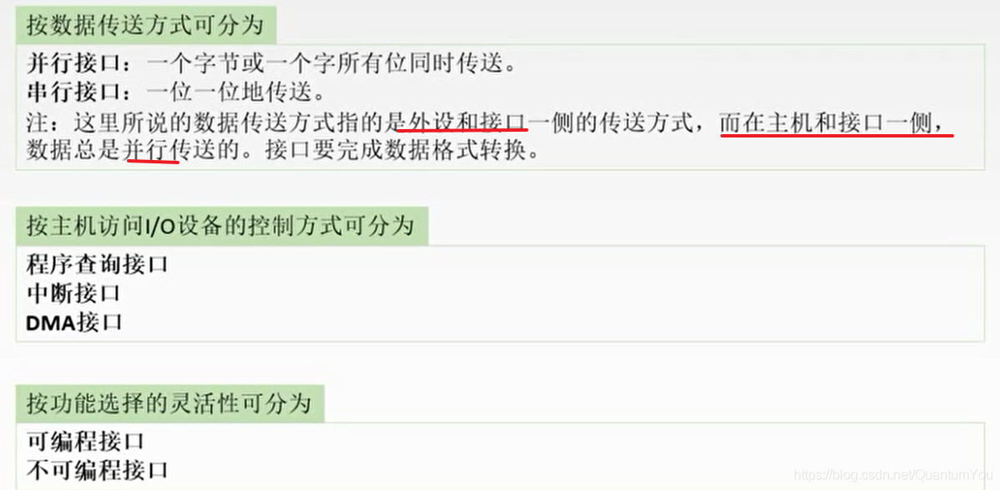 按数据传送方式可分为
并行接口：一个字节或一个字所有位同时传送。
串行接口：一位一位地传送。
注：这里所说的数据传送方式指的是外设和接口一侧的传送方式，而在主机和接口一侧，
数据总是并行传送的。接口要完成数据格式转换。
按主机访问I/O设备的控制方式可分为
程序查询接口
中断接口
DMA接口
按功能选择的灵活性可分为
可编程接口
不可编程接口
https://blog.csdn.net/QuantumYou